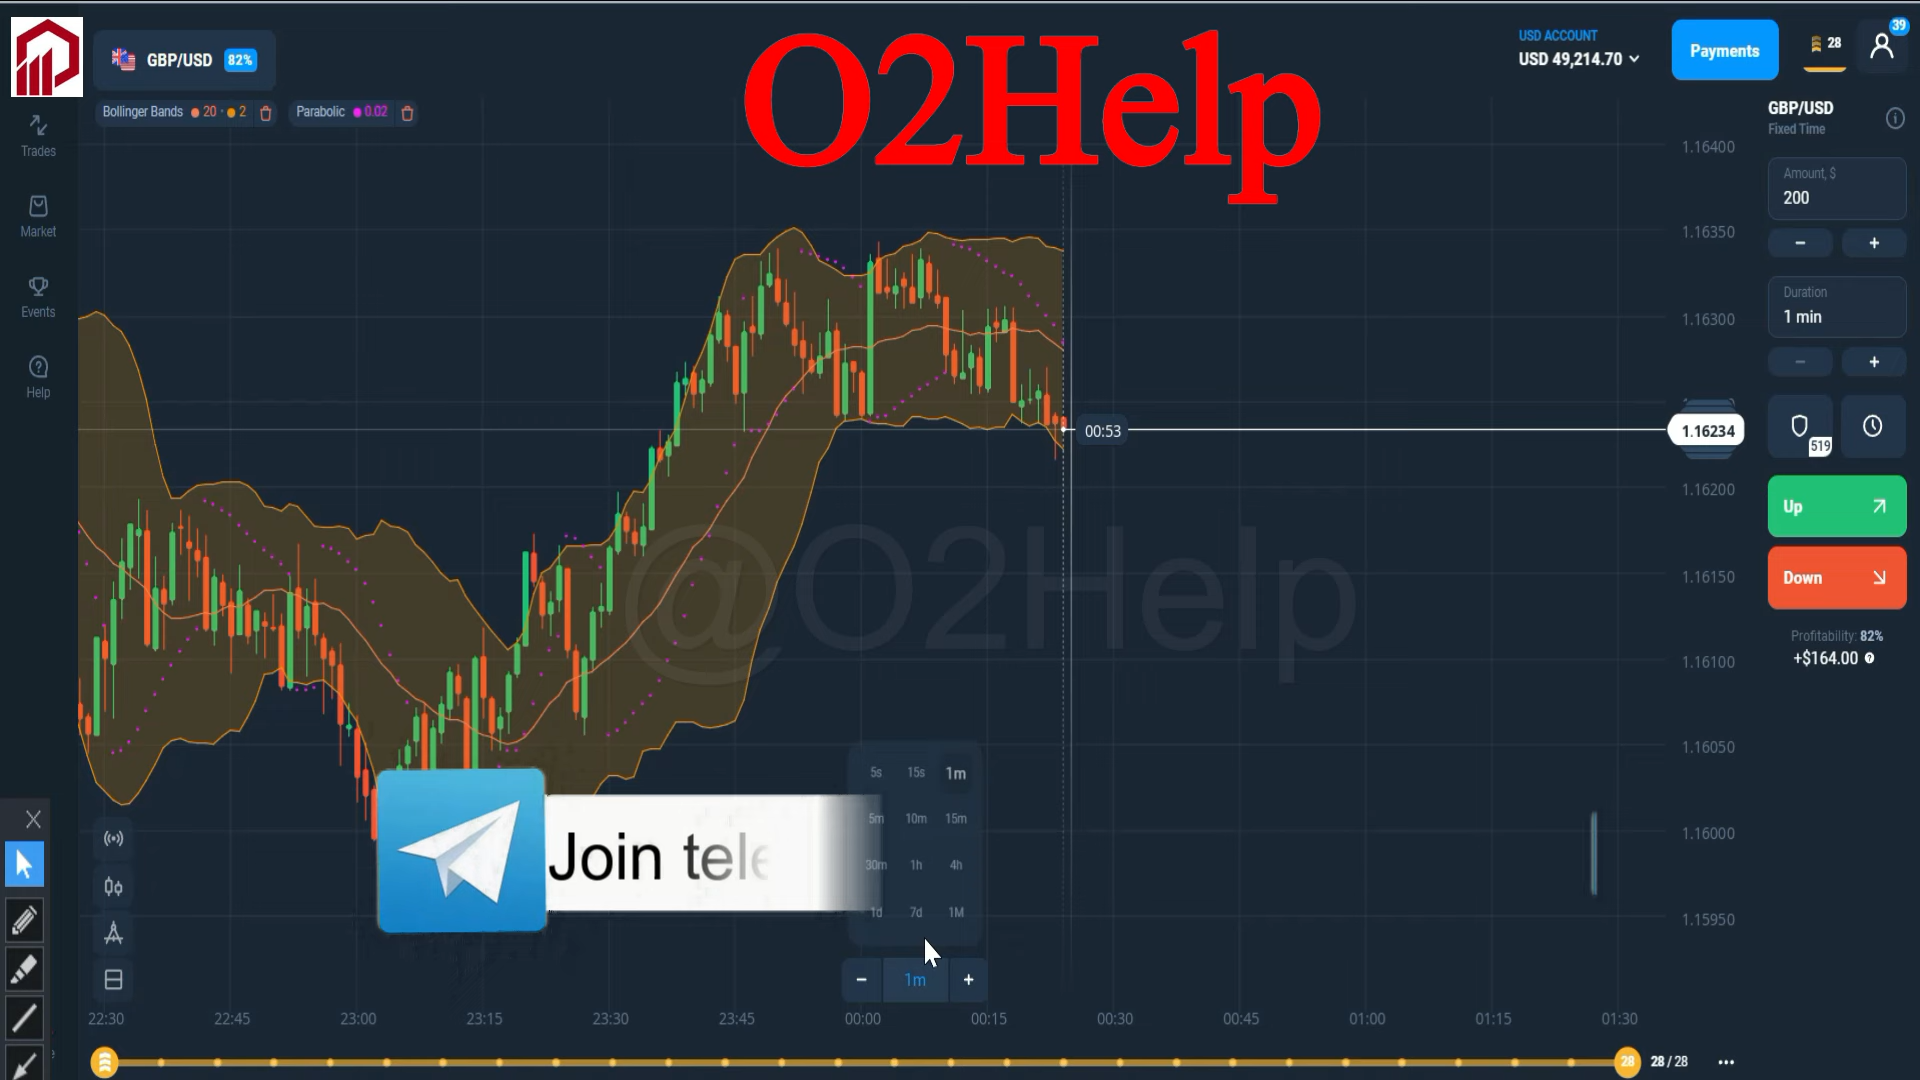 O2Help
GBP/USD 82%
USD ACCOUNT
USD 49,214.70
Payments
28
39
Bollinger Bands 20 · 2
Parabolic 0.02
Trades
Market
Events
Help
GBP/USD
Fixed Time
Amount, $
200
Duration
1 min
519
Up
Down
Profitability: 82%
+$164.00
1.16400
1.16350
1.16300
1.16234
1.16200
1.16150
1.16100
1.16050
1.16000
1.15950
00:53
@O2Help
Join tele
5s 15s 1m
5m 10m 15m
30m 1h 4h
1d 7d 1M
− 1m +
22:30 22:45 23:00 23:15 23:30 23:45 00:00 00:15 00:30 00:45 01:00 01:15 01:30
28 28 / 28